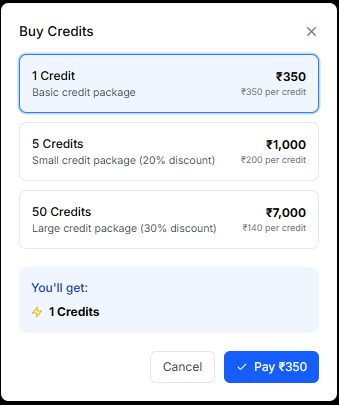 Buy Credits
1 Credit ₹350
Basic credit package ₹350 per credit
5 Credits ₹1,000
Small credit package (20% discount) ₹200 per credit
50 Credits ₹7,000
Large credit package (30% discount) ₹140 per credit
You'll get:
1 Credits
Cancel Pay ₹350